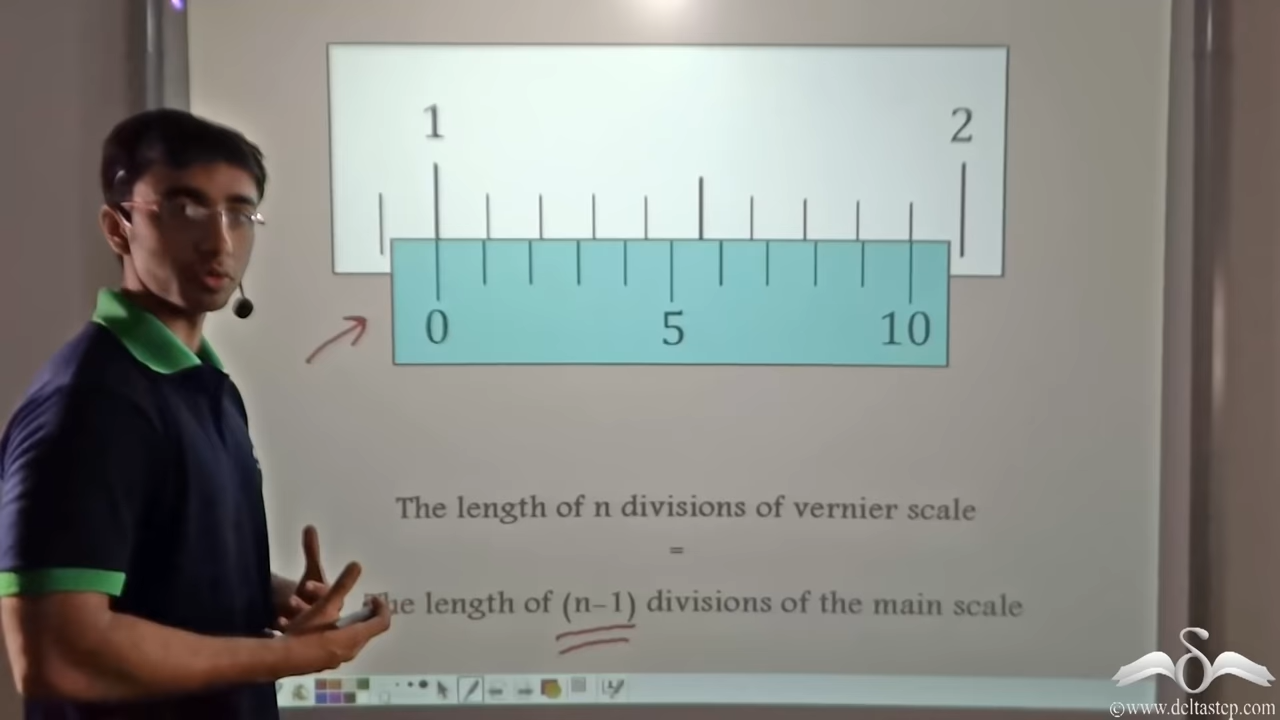 1 2
0 5 10
The length of n divisions of vernier scale
=
The length of (n-1) divisions of the main scale
©www.deltastep.com